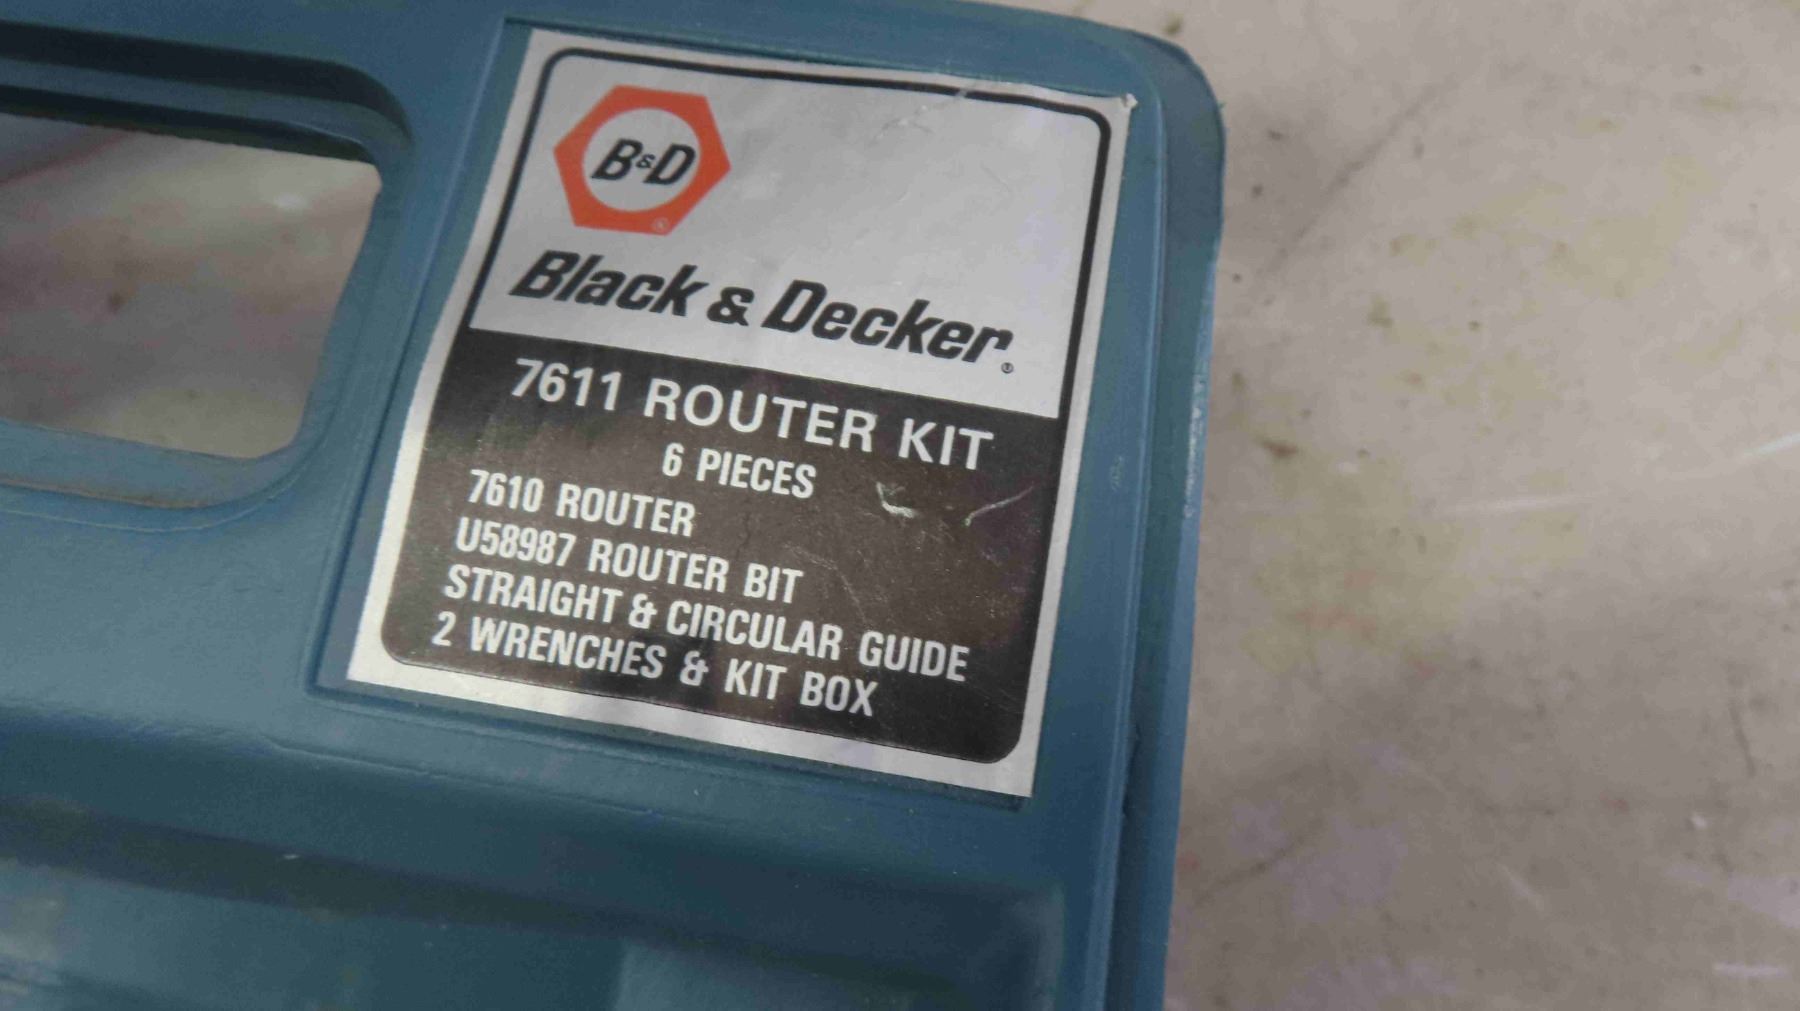 B&D
®
Black & Decker®
7611 ROUTER KIT
6 PIECES
7610 ROUTER
U58987 ROUTER BIT
STRAIGHT & CIRCULAR GUIDE
2 WRENCHES & KIT BOX